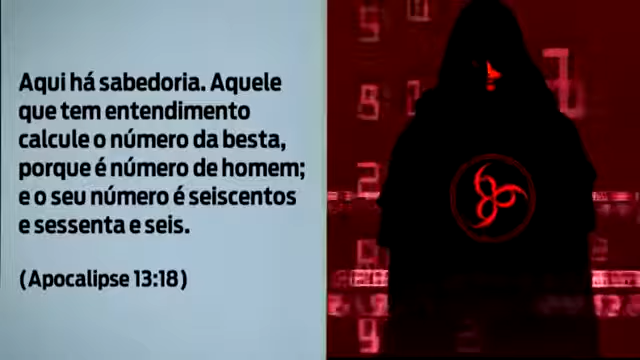 Aqui há sabedoria. Aquele
que tem entendimento
calcule o número da besta,
porque é número de homem;
e o seu número é seiscentos
e sessenta e seis.
(Apocalipse 13:18)